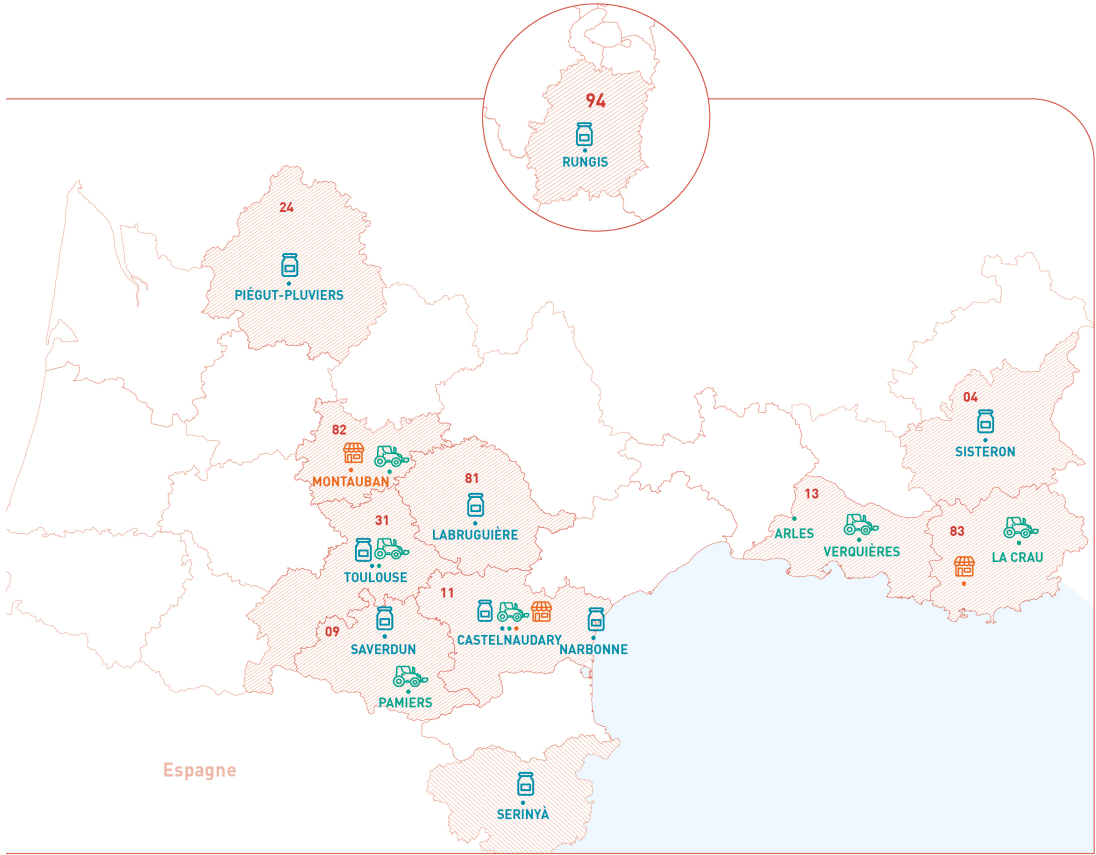 94
RUNGIS
24
PIÉGUT-PLUVIERS
04
SISTERON
82
MONTAUBAN
81
LABRUGUIÈRE
13
ARLES
VERQUIÈRES
83
LA CRAU
31
TOULOUSE
11
CASTELNAUDARY
NARBONNE
09
SAVERDUN
PAMIERS
Espagne
SERINYÀ